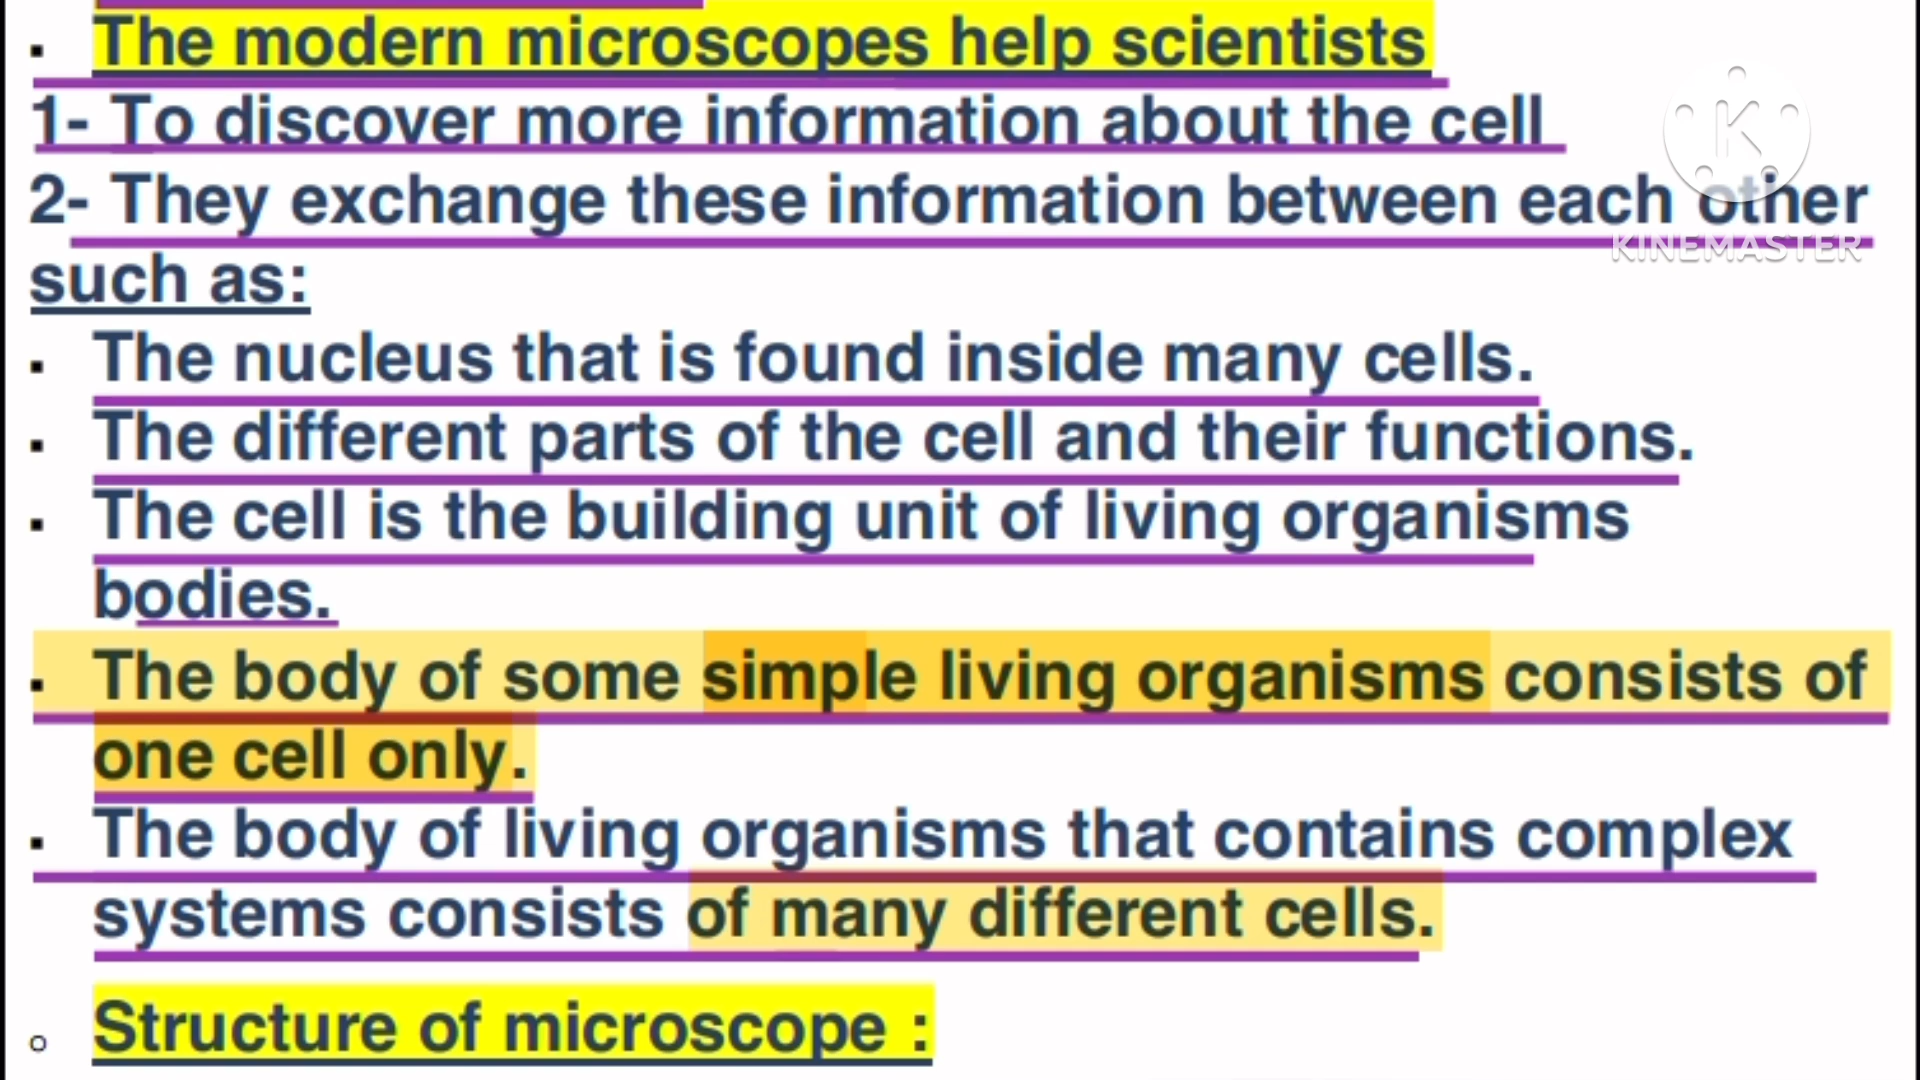 ▪ The modern microscopes help scientists
1- To discover more information about the cell
2- They exchange these information between each other
such as:
▪ The nucleus that is found inside many cells.
▪ The different parts of the cell and their functions.
▪ The cell is the building unit of living organisms
bodies.
▪ The body of some simple living organisms consists of
one cell only.
▪ The body of living organisms that contains complex
systems consists of many different cells.
o Structure of microscope :
K
KINEMASTER